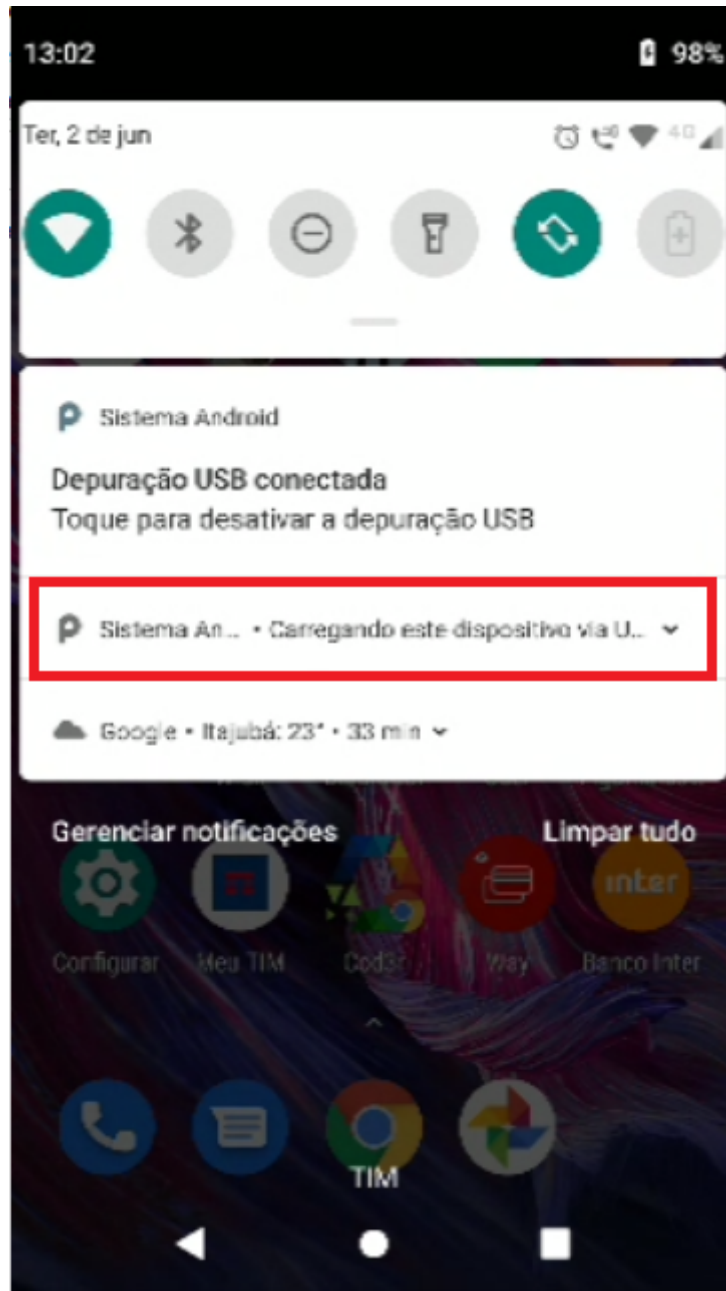 13:02 98%
Ter, 2 de jun 4G
Sistema Android
Depuração USB conectada
Toque para desativar a depuração USB
Sistema An... • Carregando este dispositivo via U...
Google • Itajubá: 23° • 33 min
Gerenciar notificações Limpar tudo
inter
Configurar Meu TIM Cod3r Way Banco Inter
TIM